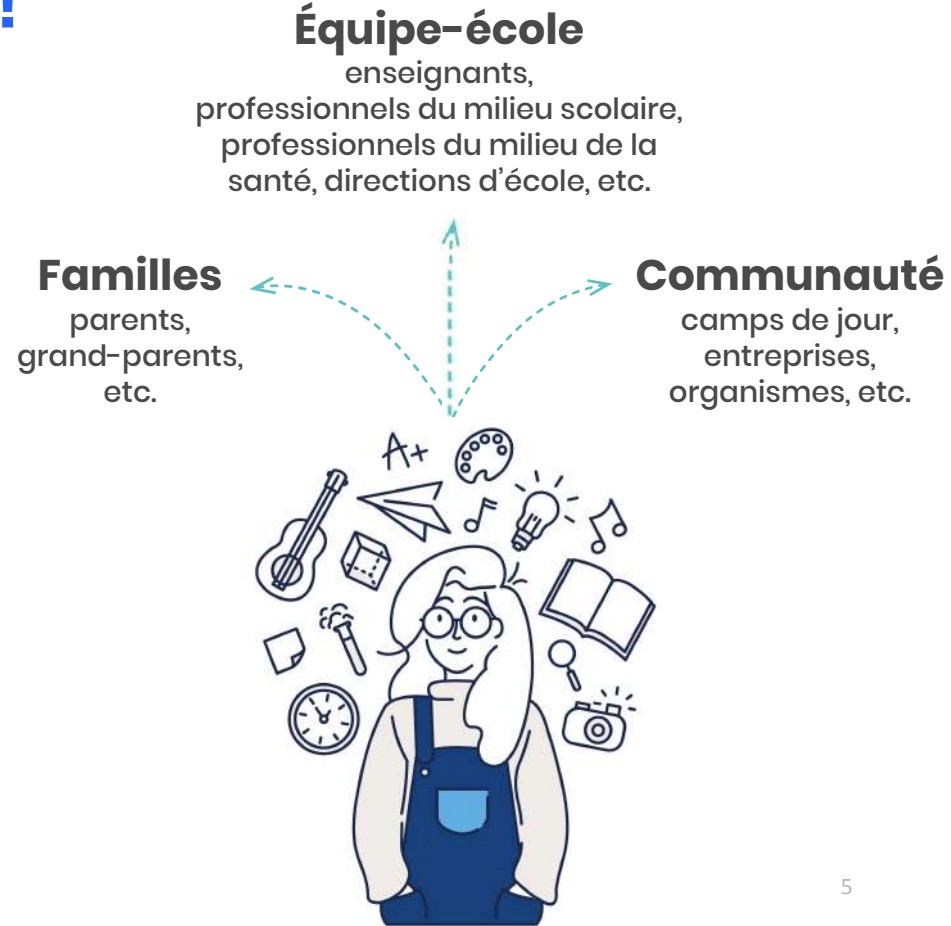 !
Équipe-école
enseignants,
professionnels du milieu scolaire,
professionnels du milieu de la
santé, directions d'école, etc.
Familles
parents,
grand-parents,
etc.
Communauté
camps de jour,
entreprises,
organismes, etc.
A+
5